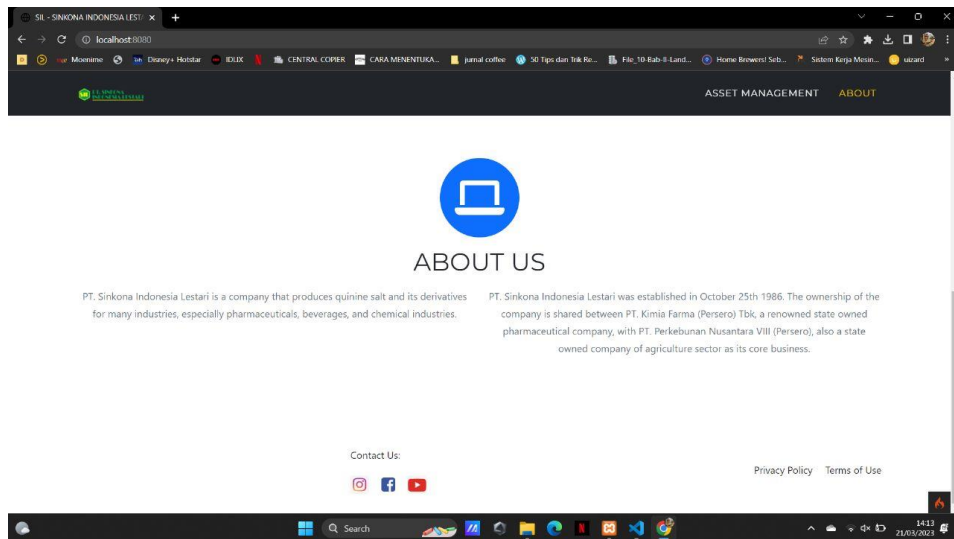 SIL - SINKONA INDONESIA LEST
localhost:8080
Moenime Disney+ Hotstar IDLIX CENTRAL COPIER CARA MENENTUKA... jurnal coffee 50 Tips dan Trik Re... File_10-Bab-II-Land... Home Brewers! Seb... Sistem Kerja Mesin... uizard »
PT. SINKONA
INDONESIA LESTARI
ASSET MANAGEMENT ABOUT
ABOUT US
PT. Sinkona Indonesia Lestari is a company that produces quinine salt and its derivatives
for many industries, especially pharmaceuticals, beverages, and chemical industries.
PT. Sinkona Indonesia Lestari was established in October 25th 1986. The ownership of the
company is shared between PT. Kimia Farma (Persero) Tbk, a renowned state owned
pharmaceutical company, with PT. Perkebunan Nusantara VIII (Persero), also a state
owned company of agriculture sector as its core business.
Contact Us:
Privacy Policy Terms of Use
Search
14:13
21/03/2023